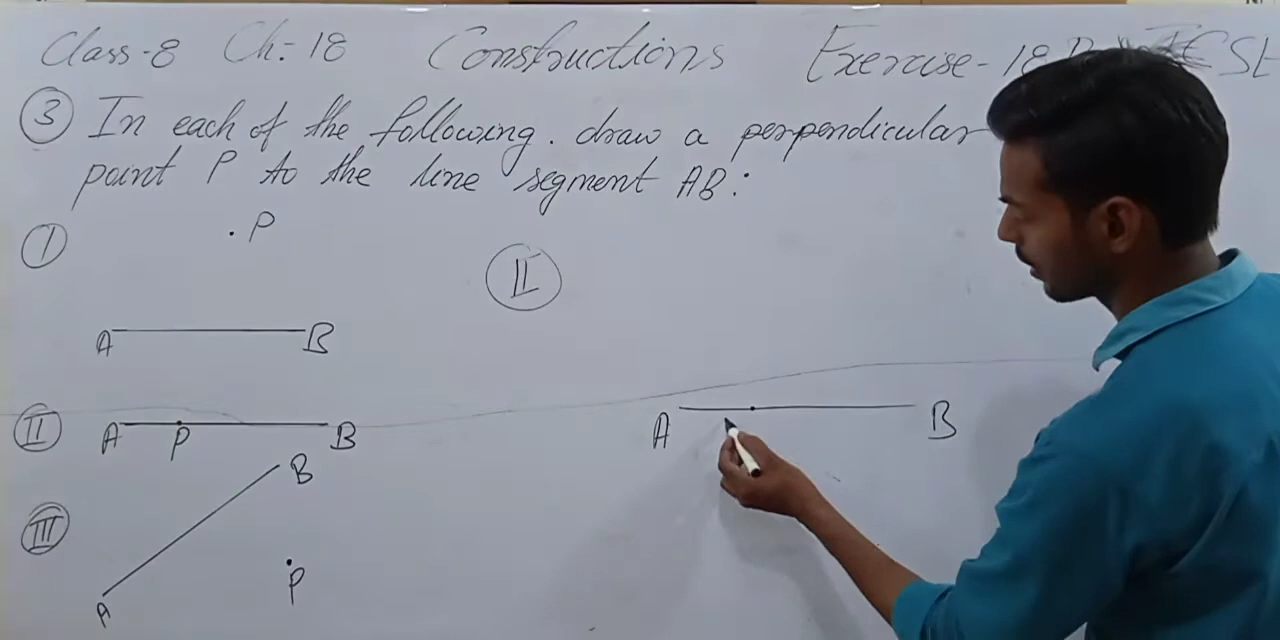 Class-8 Ch:-18 Constructions Exercise-18
③ In each of the following. draw a perpendicular
point P to the line segment AB:
① . P
A B
II
II A P B
A B
III B
A P